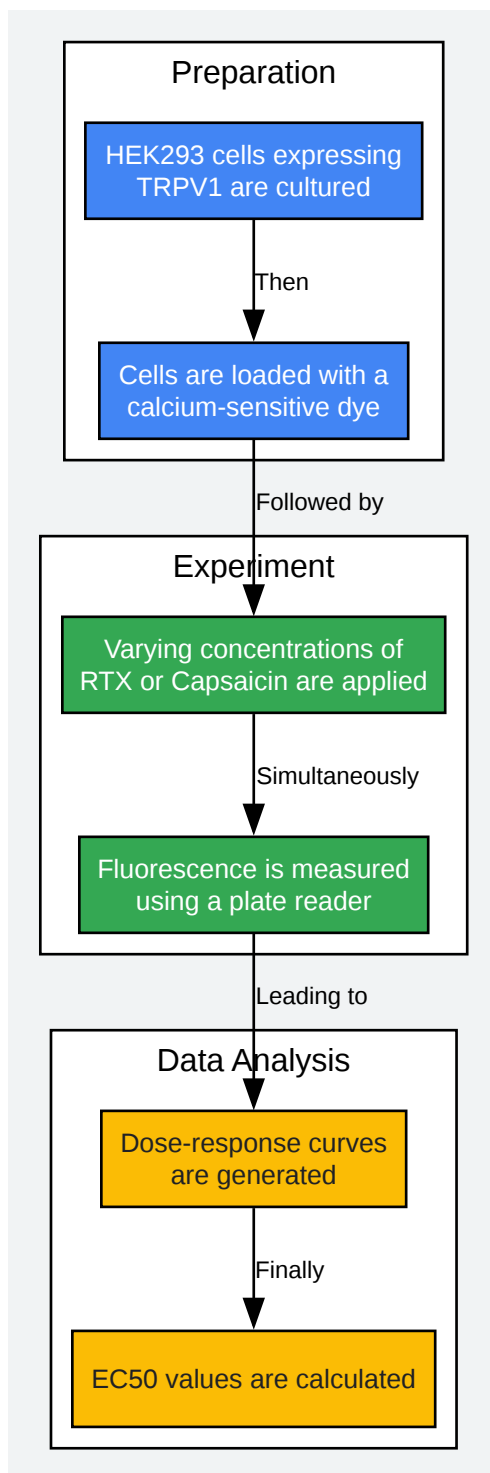 Preparation
HEK293 cells expressing
TRPV1 are cultured
Then
Cells are loaded with a
calcium-sensitive dye
Followed by
Experiment
Varying concentrations of
RTX or Capsaicin are applied
Simultaneously
Fluorescence is measured
using a plate reader
Leading to
Data Analysis
Dose-response curves
are generated
Finally
EC50 values are calculated